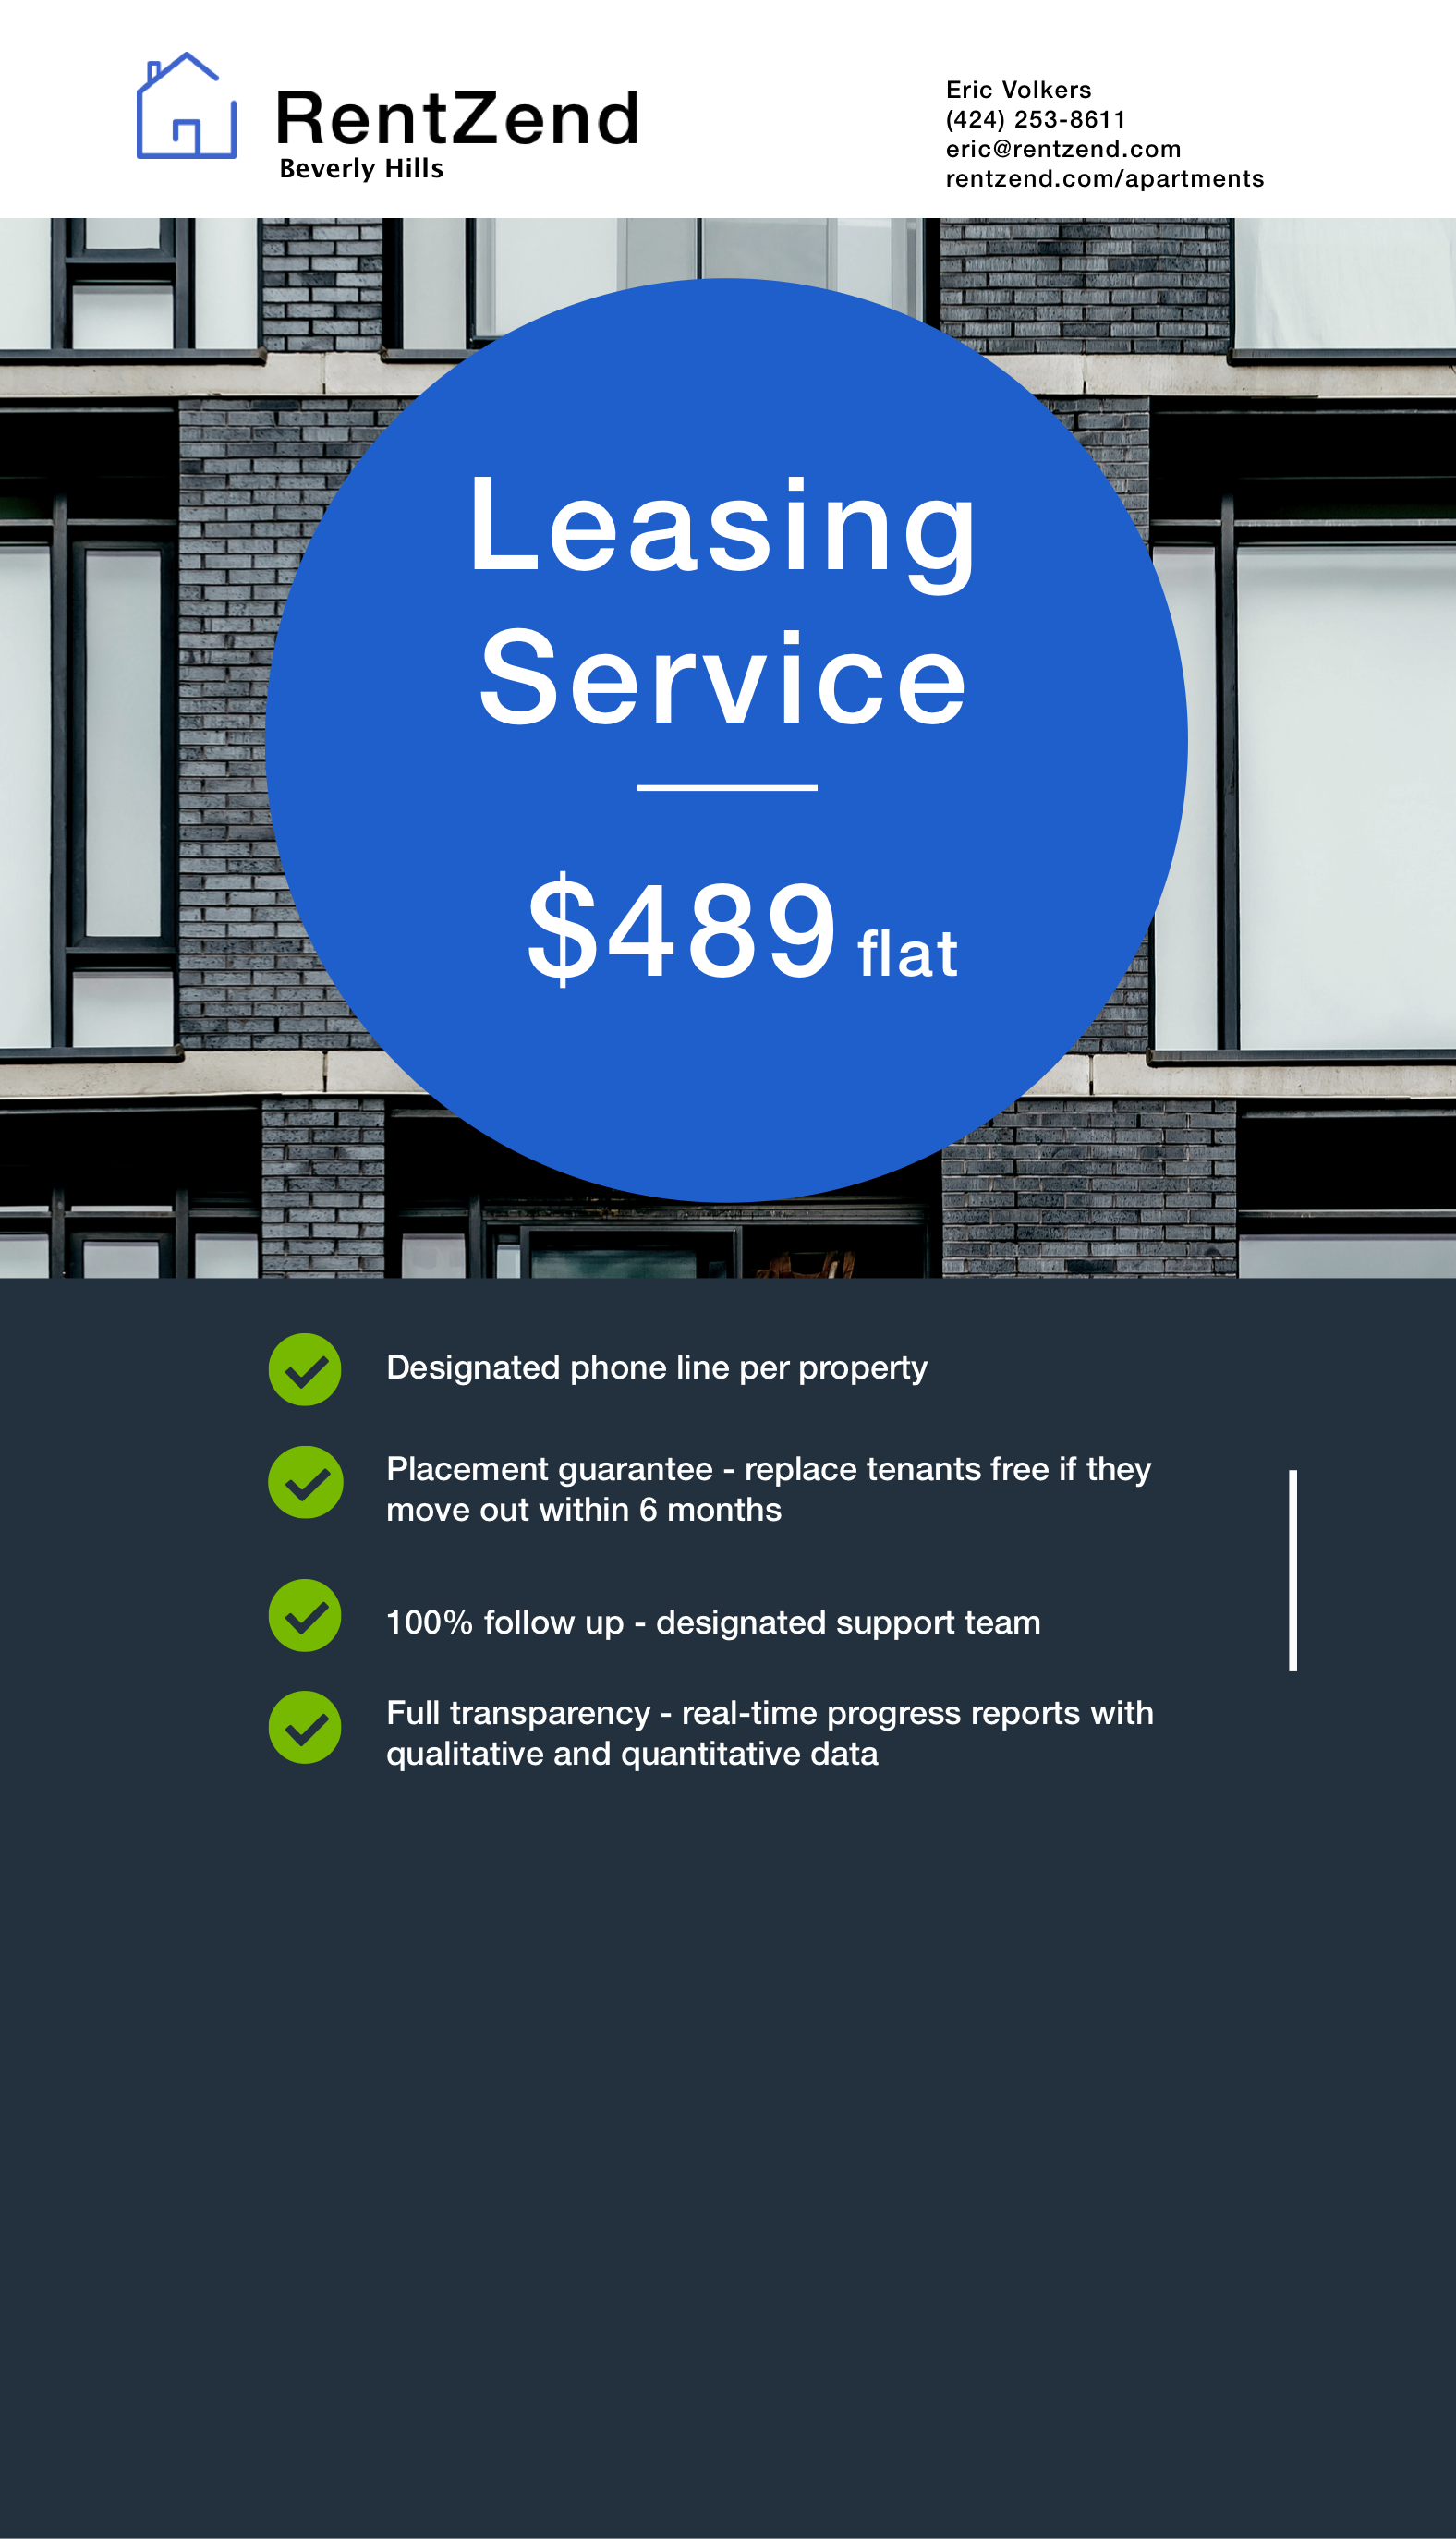 RentZend
Beverly Hills
Eric Volkers
(424) 253-8611
eric@rentzend.com
rentzend.com/apartments
Leasing
Service
$489 flat
Designated phone line per property
Placement guarantee - replace tenants free if they
move out within 6 months
100% follow up - designated support team
Full transparency - real-time progress reports with
qualitative and quantitative data